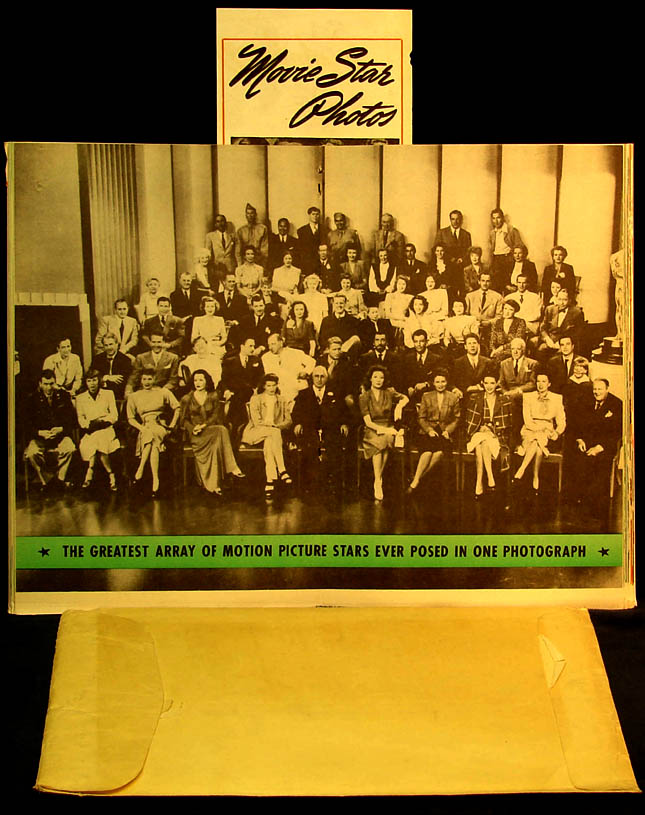 Movie Star
Photos
★ THE GREATEST ARRAY OF MOTION PICTURE STARS EVER POSED IN ONE PHOTOGRAPH ★